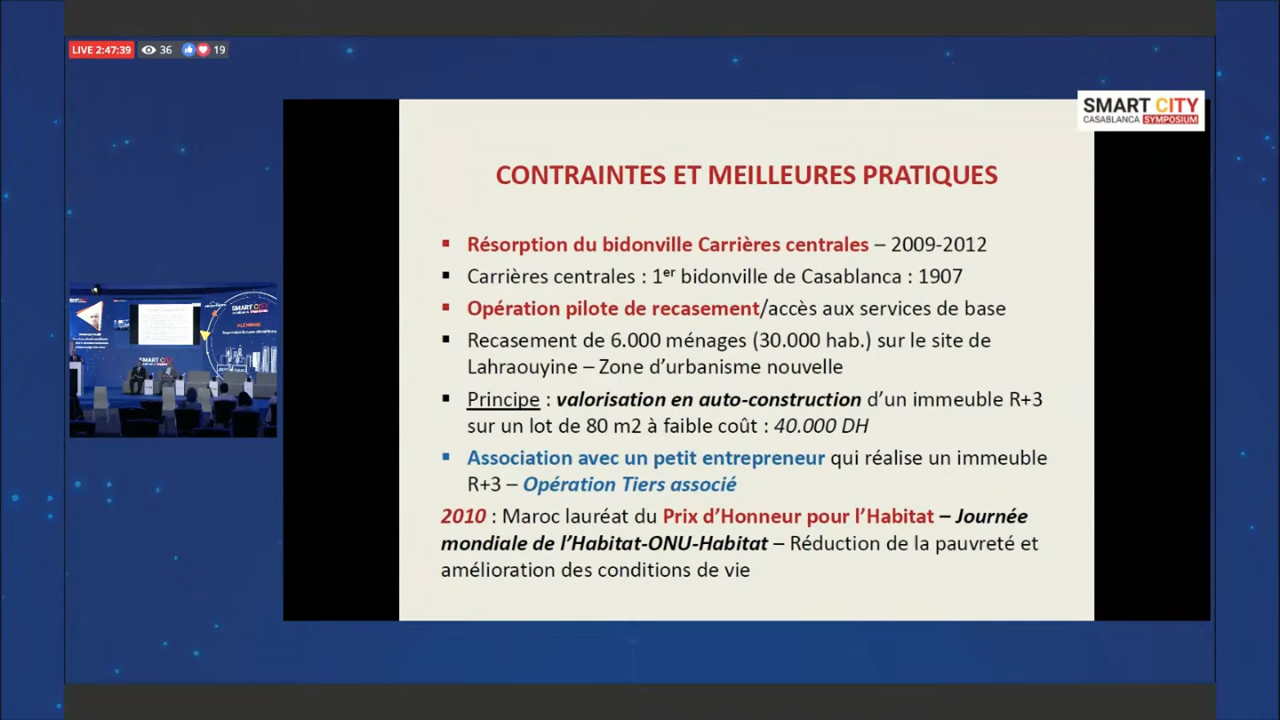 LIVE 2:47:39 36 19
SMART CITY
CASABLANCA SYMPOSIUM
CONTRAINTES ET MEILLEURES PRATIQUES
▪ Résorption du bidonville Carrières centrales – 2009-2012
▪ Carrières centrales : 1er bidonville de Casablanca : 1907
▪ Opération pilote de recasement/accès aux services de base
▪ Recasement de 6.000 ménages (30.000 hab.) sur le site de
Lahraouyine – Zone d’urbanisme nouvelle
▪ Principe : valorisation en auto-construction d’un immeuble R+3
sur un lot de 80 m2 à faible coût : 40.000 DH
▪ Association avec un petit entrepreneur qui réalise un immeuble
R+3 – Opération Tiers associé
2010 : Maroc lauréat du Prix d’Honneur pour l’Habitat – Journée
mondiale de l’Habitat-ONU-Habitat – Réduction de la pauvreté et
amélioration des conditions de vie
SMART CITY
SMART CITY